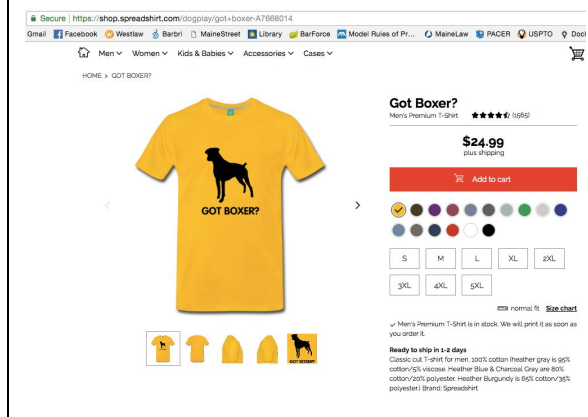 Secure | https://shop.spreadshirt.com/dogplay/got+boxer-A7668014
Gmail Facebook Westlaw Barbri MaineStreet Library BarForce Model Rules of Pr... MaineLaw PACER USPTO Dock
Men Women Kids & Babies Accessories Cases
HOME > GOT BOXER?
Got Boxer?
Men's Premium T-Shirt (1565)
$24.99
plus shipping
Add to cart
GOT BOXER?
S M L XL 2XL
3XL 4XL 5XL
normal fit Size chart
Men's Premium T-Shirt is in stock. We will print it as soon as
you order it.
Ready to ship in 1-2 days
Classic cut T-shirt for men. 100% cotton (heather gray is 95%
cotton/5% viscose. Heather Blue & Charcoal Gray are 80%
cotton/20% polyester. Heather Burgundy is 65% cotton/35%
polyester) Brand: Spreadshirt
GOT BOXER?